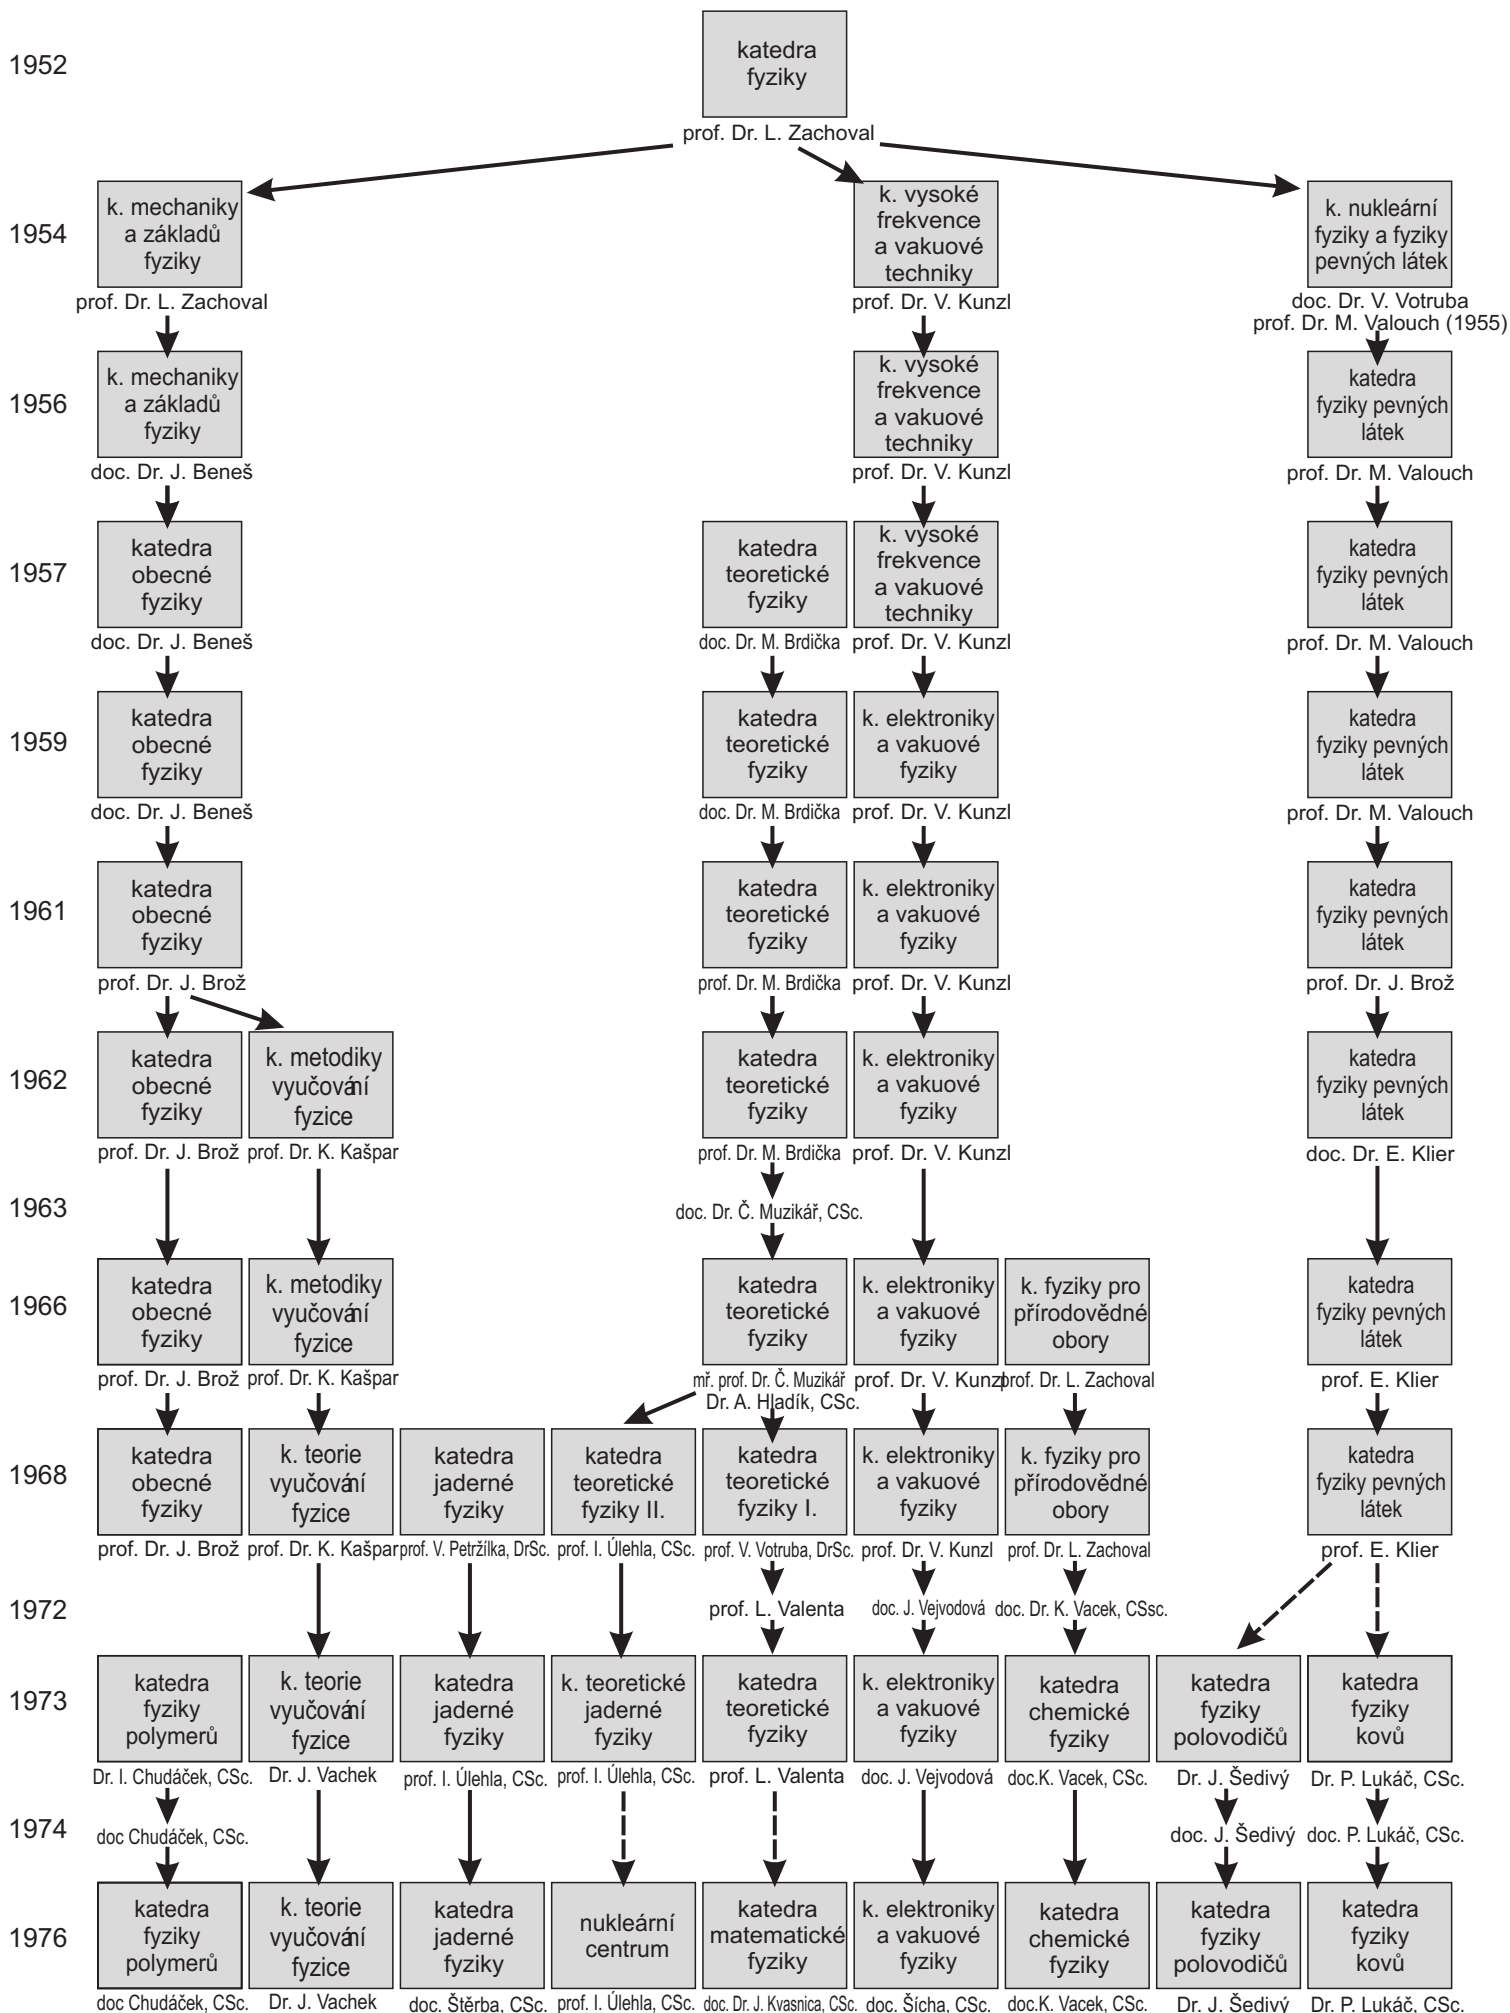 1952
katedra
fyziky
prof. Dr. L. Zachoval
1954
k. mechaniky
a základů
fyziky
prof. Dr. L. Zachoval
k. vysoké
frekvence
a vakuové
techniky
prof. Dr. V. Kunzl
k. nukleární
fyziky a fyziky
pevných látek
doc. Dr. V. Votruba
prof. Dr. M. Valouch (1955)
1956
k. mechaniky
a základů
fyziky
doc. Dr. J. Beneš
k. vysoké
frekvence
a vakuové
techniky
prof. Dr. V. Kunzl
katedra
fyziky pevných
látek
prof. Dr. M. Valouch
1957
katedra
obecné
fyziky
doc. Dr. J. Beneš
katedra
teoretické
fyziky
doc. Dr. M. Brdička
k. vysoké
frekvence
a vakuové
techniky
prof. Dr. V. Kunzl
katedra
fyziky pevných
látek
prof. Dr. M. Valouch
1959
katedra
obecné
fyziky
doc. Dr. J. Beneš
katedra
teoretické
fyziky
doc. Dr. M. Brdička
k. elektroniky
a vakuové
fyziky
prof. Dr. V. Kunzl
katedra
fyziky pevných
látek
prof. Dr. M. Valouch
1961
katedra
obecné
fyziky
prof. Dr. J. Brož
katedra
teoretické
fyziky
prof. Dr. M. Brdička
k. elektroniky
a vakuové
fyziky
prof. Dr. V. Kunzl
katedra
fyziky pevných
látek
prof. Dr. J. Brož
1962
katedra
obecné
fyziky
prof. Dr. J. Brož
k. metodiky
vyučování
fyzice
prof. Dr. K. Kašpar
katedra
teoretické
fyziky
prof. Dr. M. Brdička
k. elektroniky
a vakuové
fyziky
prof. Dr. V. Kunzl
katedra
fyziky pevných
látek
doc. Dr. E. Klier
1963
doc. Dr. Č. Muzikář, CSc.
1966
katedra
obecné
fyziky
prof. Dr. J. Brož
k. metodiky
vyučování
fyzice
prof. Dr. K. Kašpar
katedra
teoretické
fyziky
mř. prof. Dr. Č. Muzikář
Dr. A. Hladík, CSc.
k. elektroniky
a vakuové
fyziky
prof. Dr. V. Kunzl
k. fyziky pro
přírodovědné
obory
prof. Dr. L. Zachoval
katedra
fyziky pevných
látek
prof. E. Klier
1968
katedra
obecné
fyziky
prof. Dr. J. Brož
k. teorie
vyučování
fyzice
prof. Dr. K. Kašpar
katedra
jaderné
fyziky
prof. V. Petržílka, DrSc.
katedra
teoretické
fyziky II.
prof. I. Úlehla, CSc.
katedra
teoretické
fyziky I.
prof. V. Votruba, DrSc.
k. elektroniky
a vakuové
fyziky
prof. Dr. V. Kunzl
k. fyziky pro
přírodovědné
obory
prof. Dr. L. Zachoval
katedra
fyziky pevných
látek
prof. E. Klier
1972
prof. L. Valenta
doc. J. Vejvodová
doc. Dr. K. Vacek, CSsc.
1973
katedra
fyziky
polymerů
Dr. I. Chudáček, CSc.
k. teorie
vyučování
fyzice
Dr. J. Vachek
katedra
jaderné
fyziky
prof. I. Úlehla, CSc.
k. teoretické
jaderné
fyziky
prof. I. Úlehla, CSc.
katedra
teoretické
fyziky
prof. L. Valenta
k. elektroniky
a vakuové
fyziky
doc. J. Vejvodová
katedra
chemické
fyziky
doc.K. Vacek, CSc.
katedra
fyziky
polovodičů
Dr. J. Šedivý
katedra
fyziky
kovů
Dr. P. Lukáč, CSc.
1974
doc Chudáček, CSc.
doc. J. Šedivý
doc. P. Lukáč, CSc.
1976
katedra
fyziky
polymerů
doc Chudáček, CSc.
k. teorie
vyučování
fyzice
Dr. J. Vachek
katedra
jaderné
fyziky
doc. Štěrba, CSc.
nukleární
centrum
prof. I. Úlehla, CSc.
katedra
matematické
fyziky
doc. Dr. J. Kvasnica, CSc.
k. elektroniky
a vakuové
fyziky
doc. Šícha, CSc.
katedra
chemické
fyziky
doc.K. Vacek, CSc.
katedra
fyziky
polovodičů
Dr. J. Šedivý
katedra
fyziky
kovů
Dr. P. Lukáč, CSc.